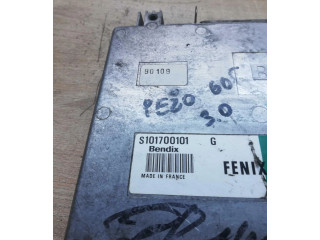 90109
PEZO 605
3.0
S101700101 G
Bendix
FENIX
MADE IN FRANCE